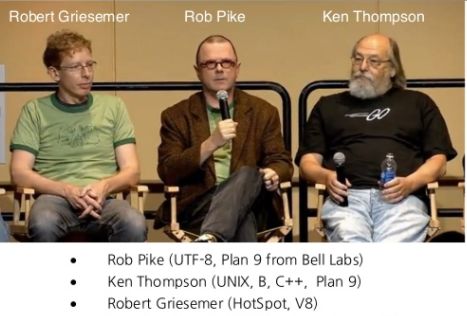 Robert Griesemer Rob Pike Ken Thompson
GO
• Rob Pike (UTF-8, Plan 9 from Bell Labs)
• Ken Thompson (UNIX, B, C++, Plan 9)
• Robert Griesemer (HotSpot, V8)